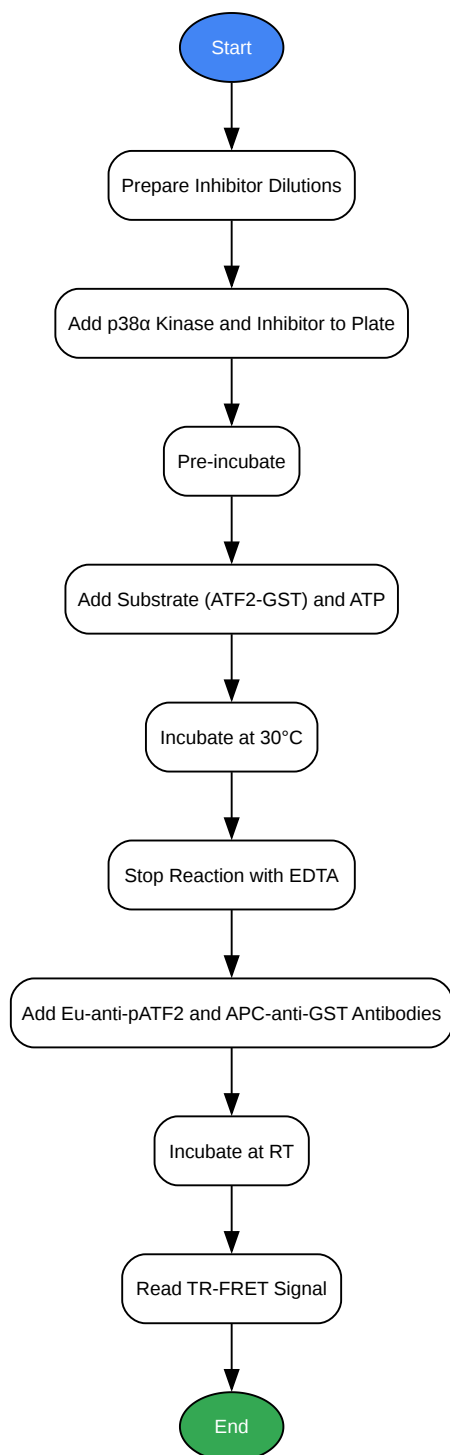 Start
Prepare Inhibitor Dilutions
Add p38α Kinase and Inhibitor to Plate
Pre-incubate
Add Substrate (ATF2-GST) and ATP
Incubate at 30°C
Stop Reaction with EDTA
Add Eu-anti-pATF2 and APC-anti-GST Antibodies
Incubate at RT
Read TR-FRET Signal
End